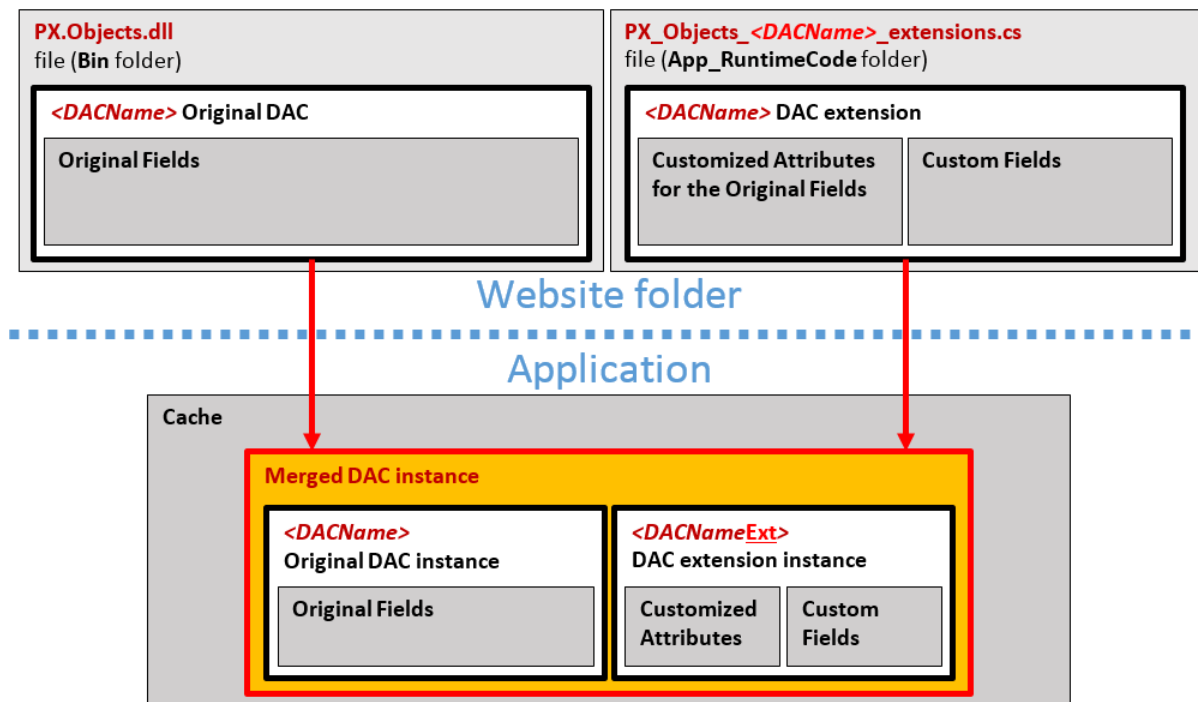 PX.Objects.dll
file (Bin folder)
<DACName> Original DAC
Original Fields
PX_Objects_<DACName>_extensions.cs
file (App_RuntimeCode folder)
<DACName> DAC extension
Customized Attributes
for the Original Fields
Custom Fields
Website folder
Application
Cache
Merged DAC instance
<DACName>
Original DAC instance
Original Fields
<DACNameExt>
DAC extension instance
Customized
Attributes
Custom
Fields